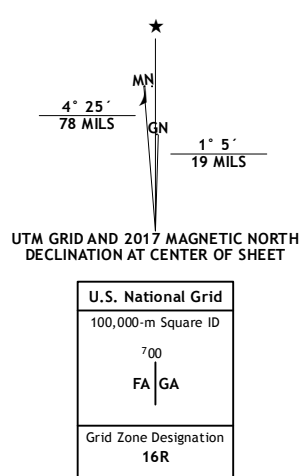 ★
MN
4° 25´
78 MILS
GN
1° 5´
19 MILS
UTM GRID AND 2017 MAGNETIC NORTH
DECLINATION AT CENTER OF SHEET
U.S. National Grid
100,000-m Square ID
700
FA GA
Grid Zone Designation
16R